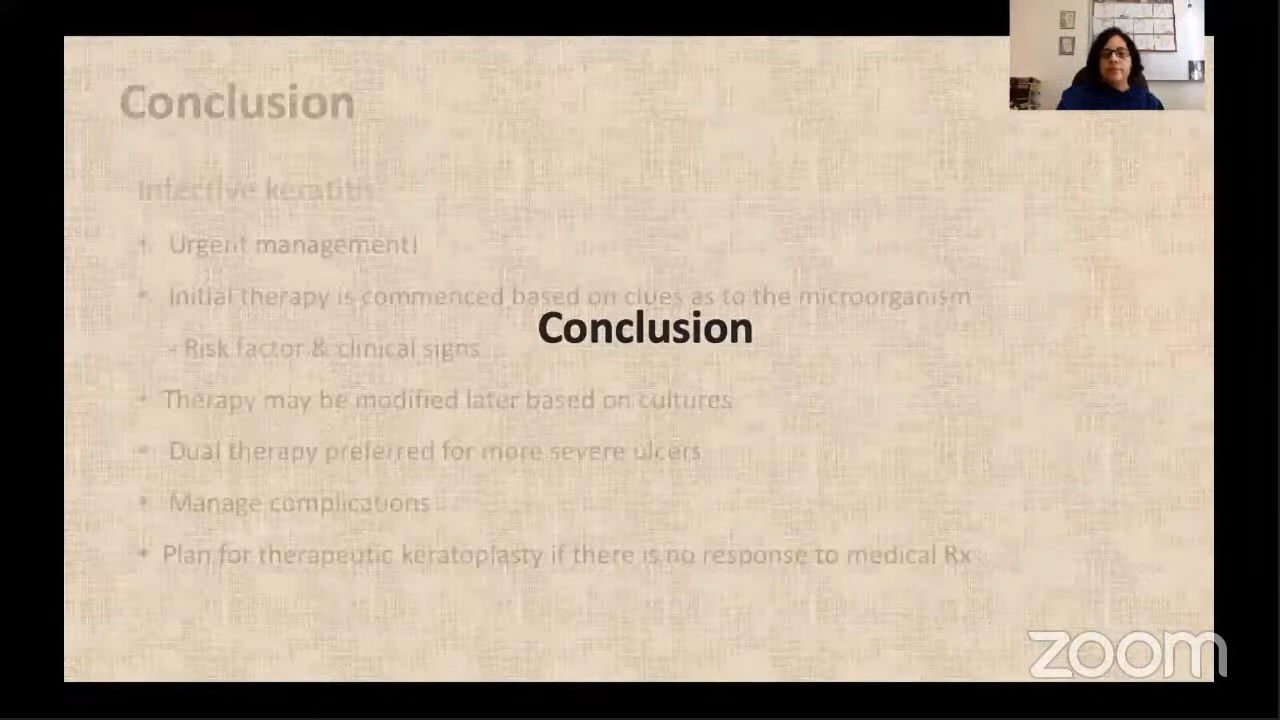 Conclusion
Infective keratitis
• Urgent management!
• Initial therapy is commenced based on clues as to the microorganism
Conclusion
- Risk factor & clinical signs
• Therapy may be modified later based on cultures
• Dual therapy preferred for more severe ulcers
• Manage complications
• Plan for therapeutic keratoplasty if there is no response to medical Rx
zoom